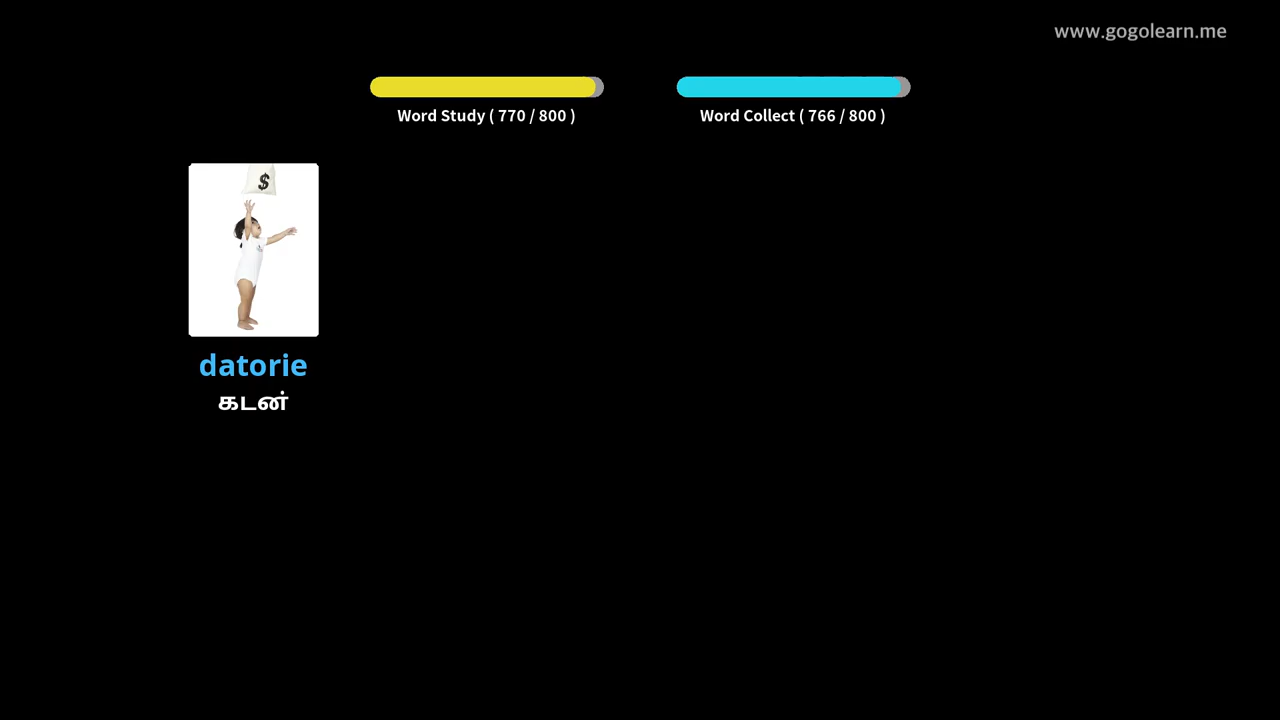 www.gogolearn.me
Word Study ( 770 / 800 )
Word Collect ( 766 / 800 )
$
datorie
கடன்